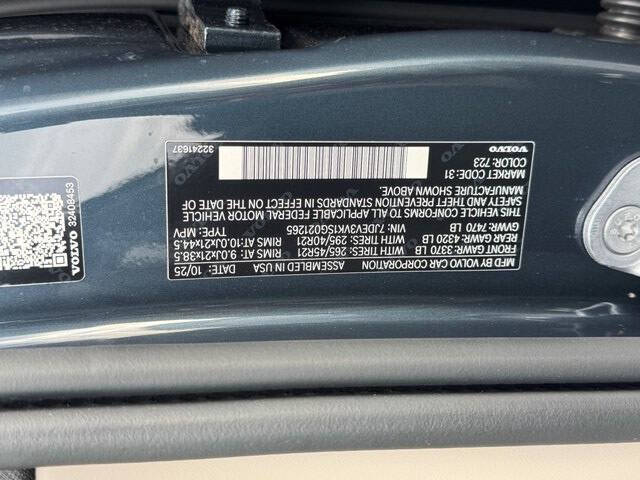 MFD BY VOLVO CAR CORPORATION ASSEMBLED IN USA 10/25
FRONT GAWR: 3370 LB WITH TIRES: 265/45R21 RIMS AT: 9.0Jx21x38.5
REAR GAWR: 4320 LB WITH TIRES: 295/40R21 RIMS AT: 10.0Jx21x44.5
GVWR: 7470 LB VIN: TYPE: MPV
THIS VEHICLE CONFORMS TO ALL APPLICABLE FEDERAL MOTOR VEHICLE
SAFETY AND THEFT PREVENTION STANDARDS IN EFFECT ON THE DATE OF
MANUFACTURE SHOWN ABOVE.
MARKET CODE: 31
COLOR: 723
VOLVO
32241637
VOLVO
32408453